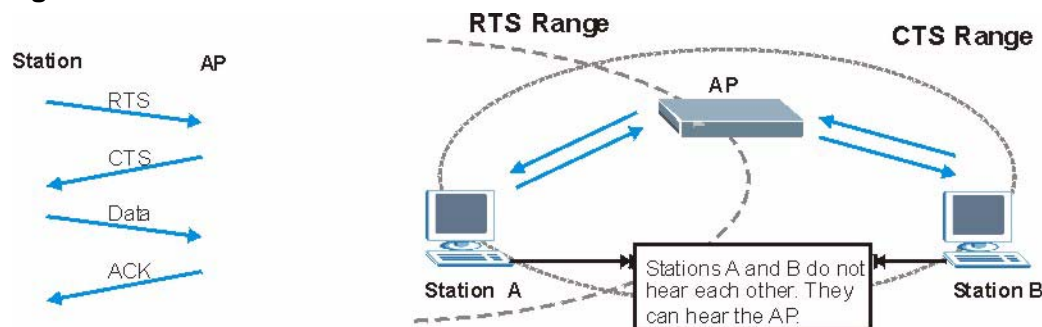 Station AP
RTS
CTS
Data
ACK
RTS Range
CTS Range
AP
Station A
Stations A and B do not
hear each other. They
can hear the AP.
Station B